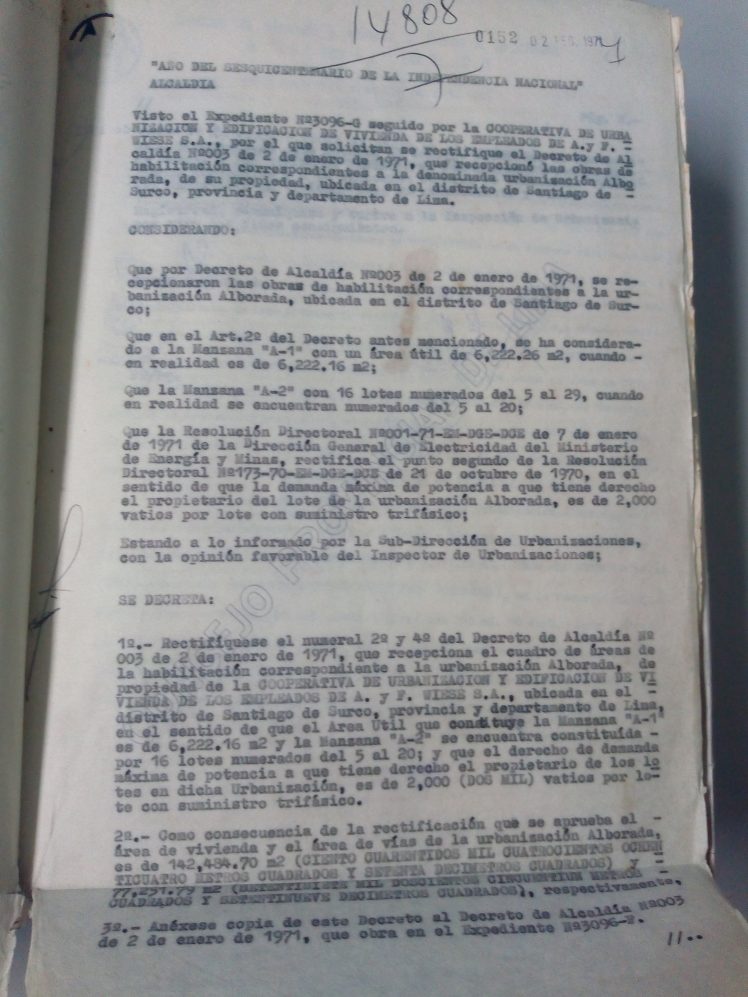 14808
0152 02 FEB. 1971
"AÑO DEL SESQUICENTENARIO DE LA INDEPENDENCIA NACIONAL"
ALCALDIA
Visto el Expediente Nº3096-G seguido por la COOPERATIVA DE URBA
NIZACION Y EDIFICACION DE VIVIENDA DE LOS EMPLEADOS DE A. y F. -
WIESE S.A., por el que solicitan se rectifique el Decreto de Al
caldía Nº003 de 2 de enero de 1971, que recepcionó las obras de
habilitación correspondientes a la denominada urbanización Albo
rada, de su propiedad, ubicada en el distrito de Santiago de -
Surco, provincia y departamento de Lima.
CONSIDERANDO:
Que por Decreto de Alcaldía Nº003 de 2 de enero de 1971, se re-
cepcionaron las obras de habilitación correspondientes a la ur-
banización Alborada, ubicada en el distrito de Santiago de Sur-
co;
Que en el Art.2º del Decreto antes mencionado, se ha considera-
do a la Manzana "A-1" con un área útil de 6,222.26 m2, cuando -
en realidad es de 6,222.16 m2;
Que la Manzana "A-2" con 16 lotes numerados del 5 al 29, cuando
en realidad se encuentran numerados del 5 al 20;
Que la Resolución Directoral Nº001-71-EM-DGS-DGE de 7 de enero
de 1971 de la Dirección General de Electricidad del Ministerio
de Energía y Minas, rectifica el punto segundo de la Resolución
Directoral Nº173-70-EM-DGE-DCE de 21 de octubre de 1970, en el
sentido de que la demanda máxima de potencia a que tiene derecho
el propietario del lote de la urbanización Alborada, es de 2,000
vatios por lote con suministro trifásico;
Estando a lo informado por la Sub-Dirección de Urbanizaciones,
con la opinión favorable del Inspector de Urbanizaciones;
SE DECRETA:
1º.- Rectifíquese el numeral 2º y 4º del Decreto de Alcaldía Nº
003 de 2 de enero de 1971, que recepciona el cuadro de áreas de
la habilitación correspondiente a la urbanización Alborada, de
propiedad de la COOPERATIVA DE URBANIZACION Y EDIFICACION DE VI
VIENDA DE LOS EMPLEADOS DE A. y F. WIESE S.A., ubicada en el -
distrito de Santiago de Surco, provincia y departamento de Lima,
en el sentido de que el Area Util que constituye la Manzana "A-1"
es de 6,222.16 m2 y la Manzana "A-2" se encuentra constituída -
por 16 lotes numerados del 5 al 20; y que el derecho de demanda
máxima de potencia a que tiene derecho el propietario de los lo
tes en dicha Urbanización, es de 2,000 (DOS MIL) vatios por lo-
te con suministro trifásico.
2º.- Como consecuencia de la rectificación que se aprueba el -
área de vivienda y el área de vías de la urbanización Alborada,
es de 142,484.70 m2 (CIENTO CUARENTIDOS MIL CUATROCIENTOS OCHEN
TICUATRO METROS CUADRADOS Y SETENTA DECIMETROS CUADRADOS) y -
77,251.79 m2 (SETENTISIETE MIL DOSCIENTOS CINCUENTIUN METROS -
CUADRADOS Y SETENTINUEVE DECIMETROS CUADRADOS), respectivamente.
3º.- Anéxese copia de este Decreto al Decreto de Alcaldía Nº003
de 2 de enero de 1971, que obra en el Expediente Nº3096-F.
//..